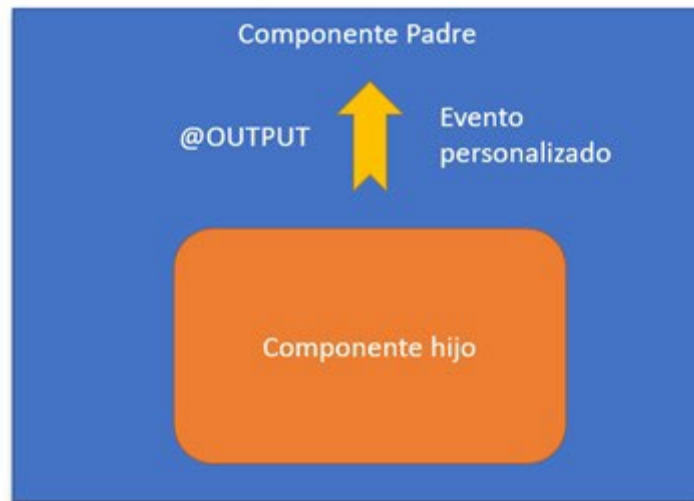 Componente Padre
@OUTPUT
Evento
personalizado
Componente hijo